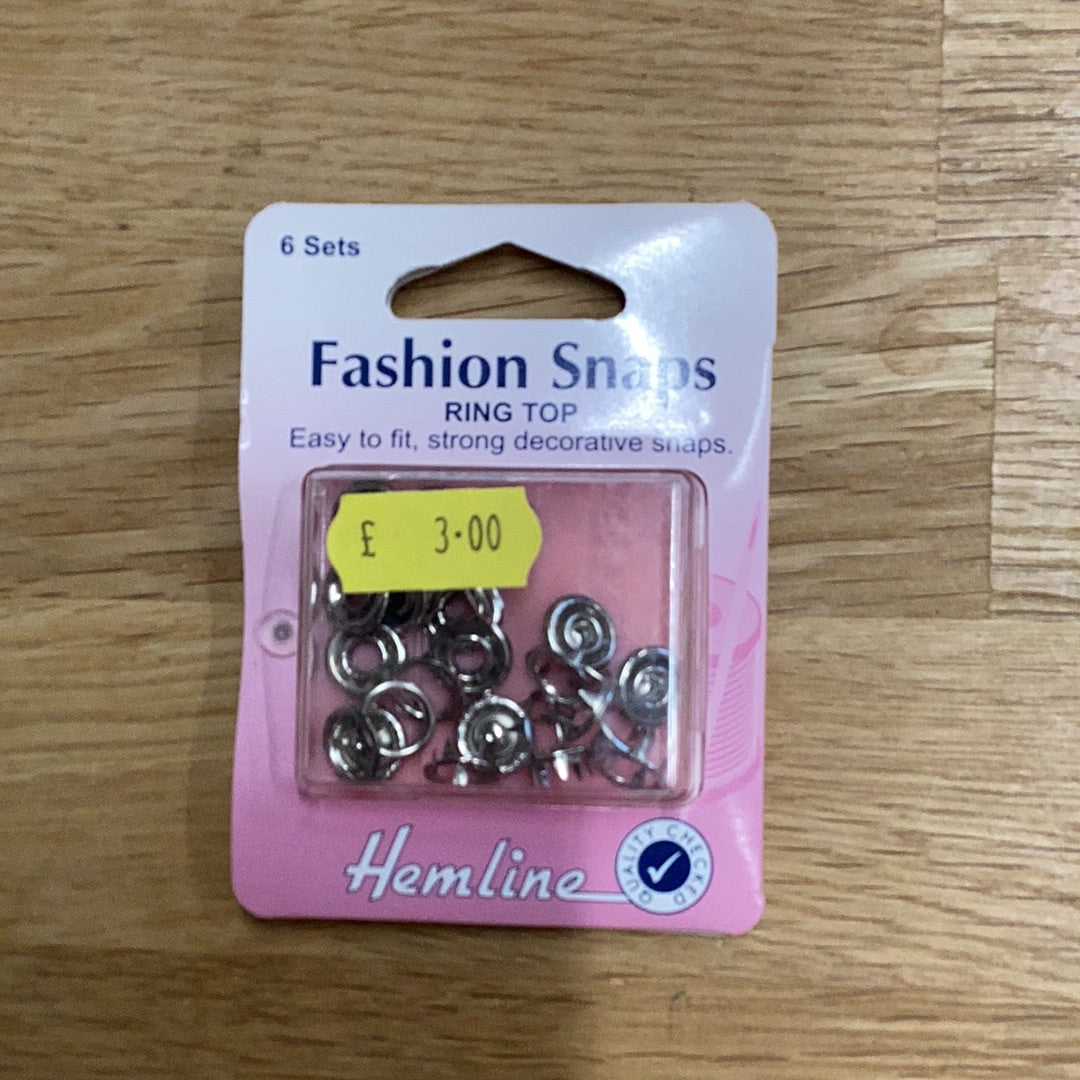 6 Sets
Fashion Snaps
RING TOP
Easy to fit, strong decorative snaps.
£ 3.00
Hemline
QUALITY CHECKED